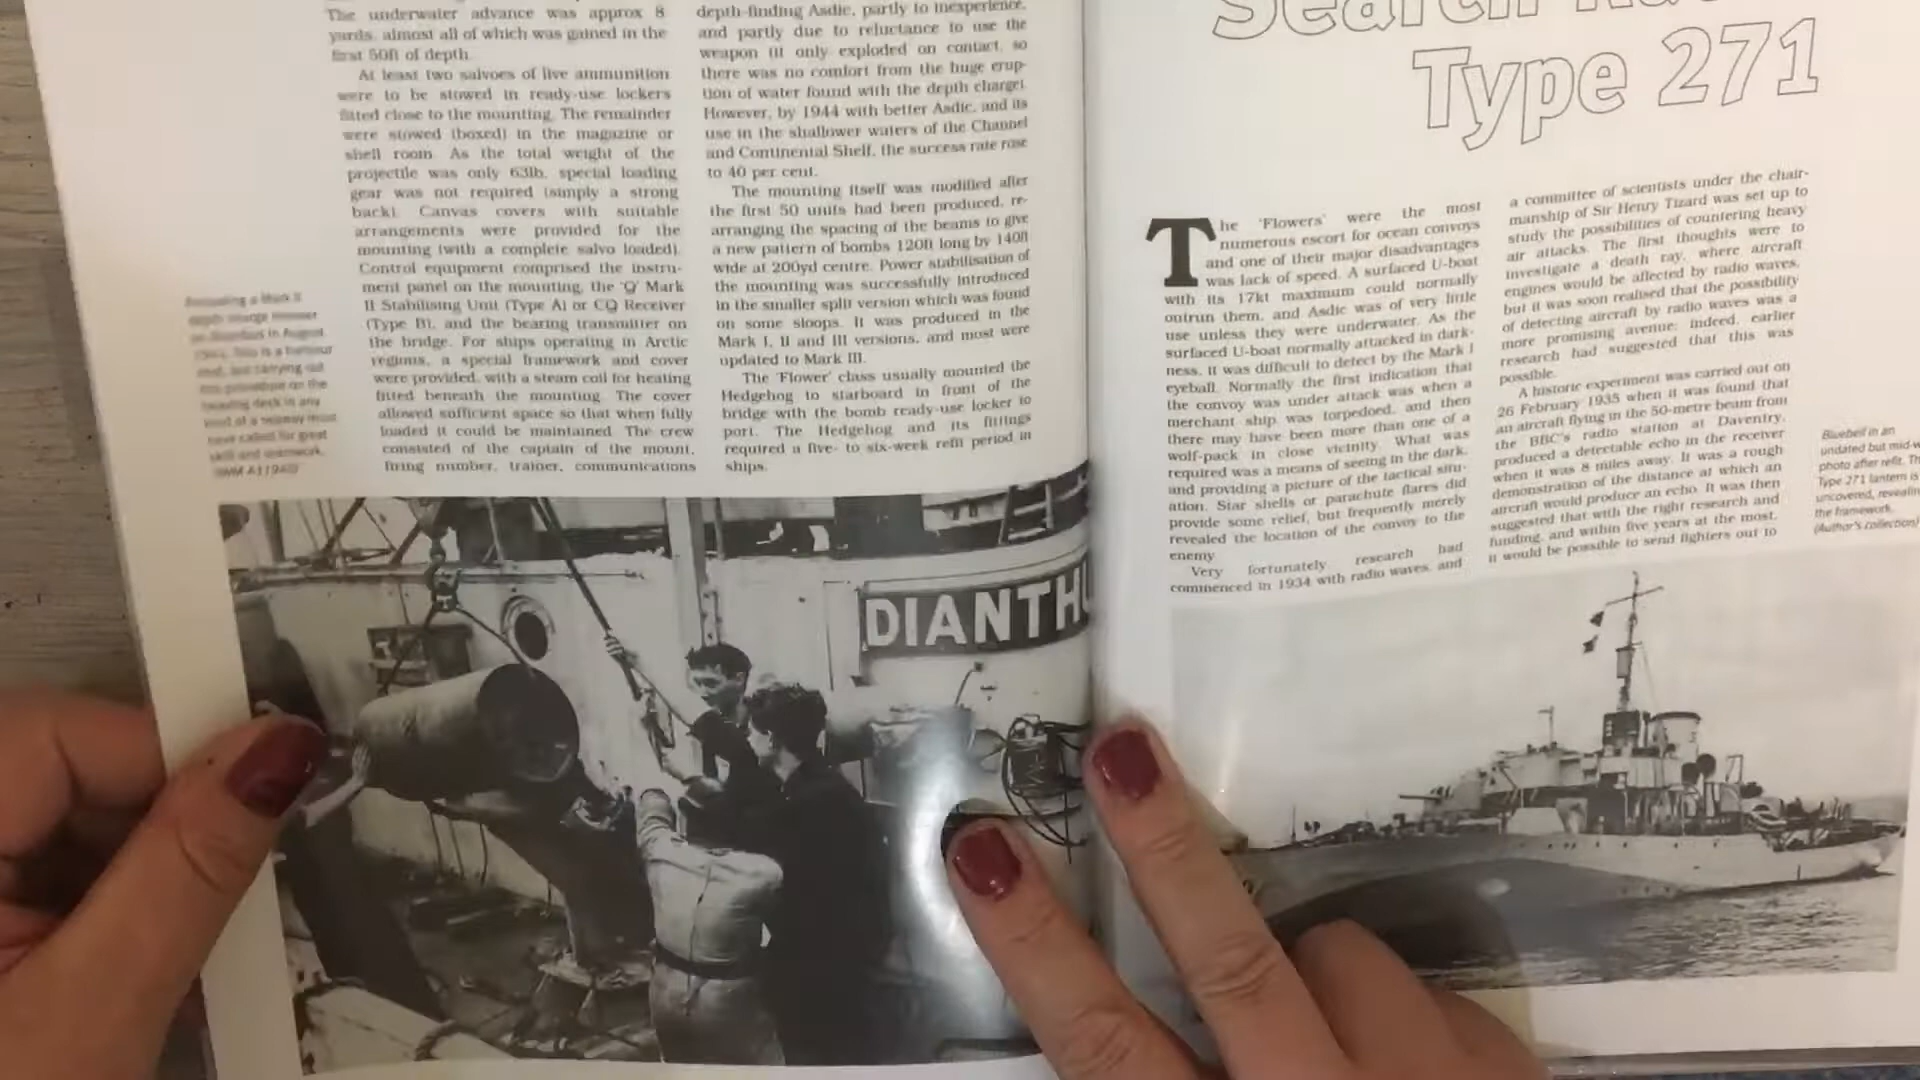 The underwater advance was approx 8
yards, almost all of which was gained in the
first 50ft of depth.
At least two salvoes of live ammunition
were to be stowed in ready-use lockers
fitted close to the mounting. The remainder
were stowed (boxed) in the magazine or
shell room. As the total weight of the
projectile was only 63lb, special loading
gear was not required (simply a strong
back). Canvas covers with suitable
arrangements were provided for the
mounting (with a complete salvo loaded).
Control equipment comprised the instru-
ment panel on the mounting, the 'Q' Mark
II Stabilising Unit (Type A) or CQ Receiver
(Type B), and the bearing transmitter on
the bridge. For ships operating in Arctic
regions, a special framework and cover
were provided, with a steam coil for heating
fitted beneath the mounting. The cover
allowed sufficient space so that when fully
loaded it could be maintained. The crew
consisted of the captain of the mount,
firing number, trainer, communications
depth-finding Asdic, partly to inexperience,
and partly due to reluctance to use the
weapon (it only exploded on contact, so
there was no comfort from the huge erup-
tion of water found with the depth charge).
However, by 1944 with better Asdic, and its
use in the shallower waters of the Channel
and Continental Shelf, the success rate rose
to 40 per cent.
The mounting itself was modified after
the first 50 units had been produced, re-
arranging the spacing of the beams to give
a new pattern of bombs 120ft long by 140ft
wide at 200yd centre. Power stabilisation of
the mounting was successfully introduced
in the smaller split version which was found
on some sloops. It was produced in the
Mark I, II and III versions, and most were
updated to Mark III.
The 'Flower' class usually mounted the
Hedgehog to starboard in front of the
bridge with the bomb ready-use locker to
port. The Hedgehog and its fittings
required a five- to six-week refit period in
ships.
a Mark II
depth charge
in August
This is a harbour
but carrying out
this procedure on the
deck in any
kind of a seaway must
have called for great
skill and teamwork.
DIANTHU
Search
Type 271
The 'Flowers' were the most
numerous escort for ocean convoys
and one of their major disadvantages
was lack of speed. A surfaced U-boat
with its 17kt maximum could normally
outrun them, and Asdic was of very little
use unless they were underwater. As the
surfaced U-boat normally attacked in dark-
ness, it was difficult to detect by the Mark I
eyeball. Normally the first indication that
the convoy was under attack was when a
merchant ship was torpedoed, and then
there may have been more than one of a
wolf-pack in close vicinity. What was
required was a means of seeing in the dark,
and providing a picture of the tactical situ-
ation. Star shells or parachute flares did
provide some relief, but frequently merely
revealed the location of the convoy to the
enemy.
Very fortunately research had
commenced in 1934 with radio waves, and
a committee of scientists under the chair-
manship of Sir Henry Tizard was set up to
study the possibilities of countering heavy
air attacks. The first thoughts were to
investigate a death ray, where aircraft
engines would be affected by radio waves,
but it was soon realised that the possibility
of detecting aircraft by radio waves was a
more promising avenue; indeed, earlier
research had suggested that this was
possible.
A historic experiment was carried out on
26 February 1935 when it was found that
an aircraft flying in the 50-metre beam from
the BBC's radio station at Daventry,
produced a detectable echo in the receiver
when it was 8 miles away. It was a rough
demonstration of the distance at which an
aircraft would produce an echo. It was then
suggested that with the right research and
funding, and within five years at the most,
it would be possible to send fighters out to
Bluebell in an
undated but mid-w
photo after refit. Th
Type 271 lantern is
uncovered, revealin
the framework.
(Author's collection)